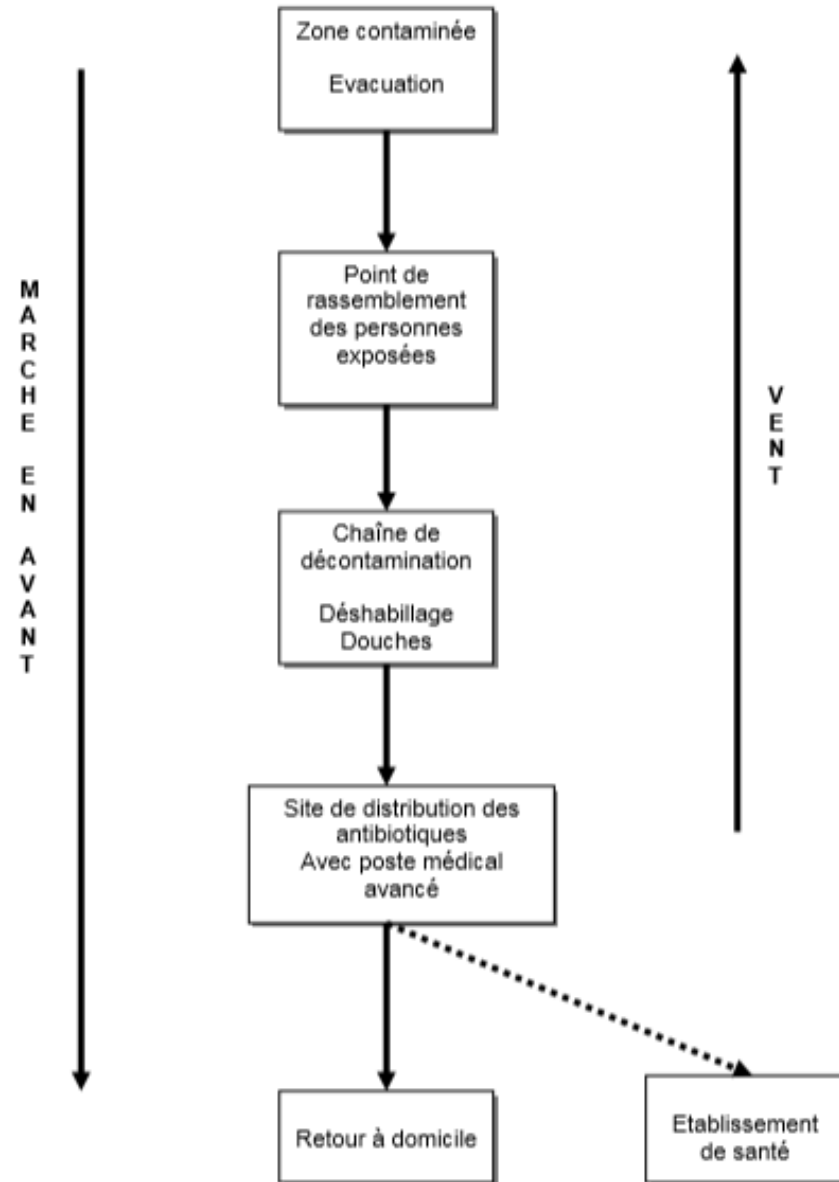 Zone contaminée
Evacuation
Point de
rassemblement
des personnes
exposées
MARCHE EN AVANT
VENT
Chaîne de
décontamination
Déshabillage
Douches
Site de distribution des
antibiotiques
Avec poste médical
avancé
Retour à domicile
Etablissement
de santé